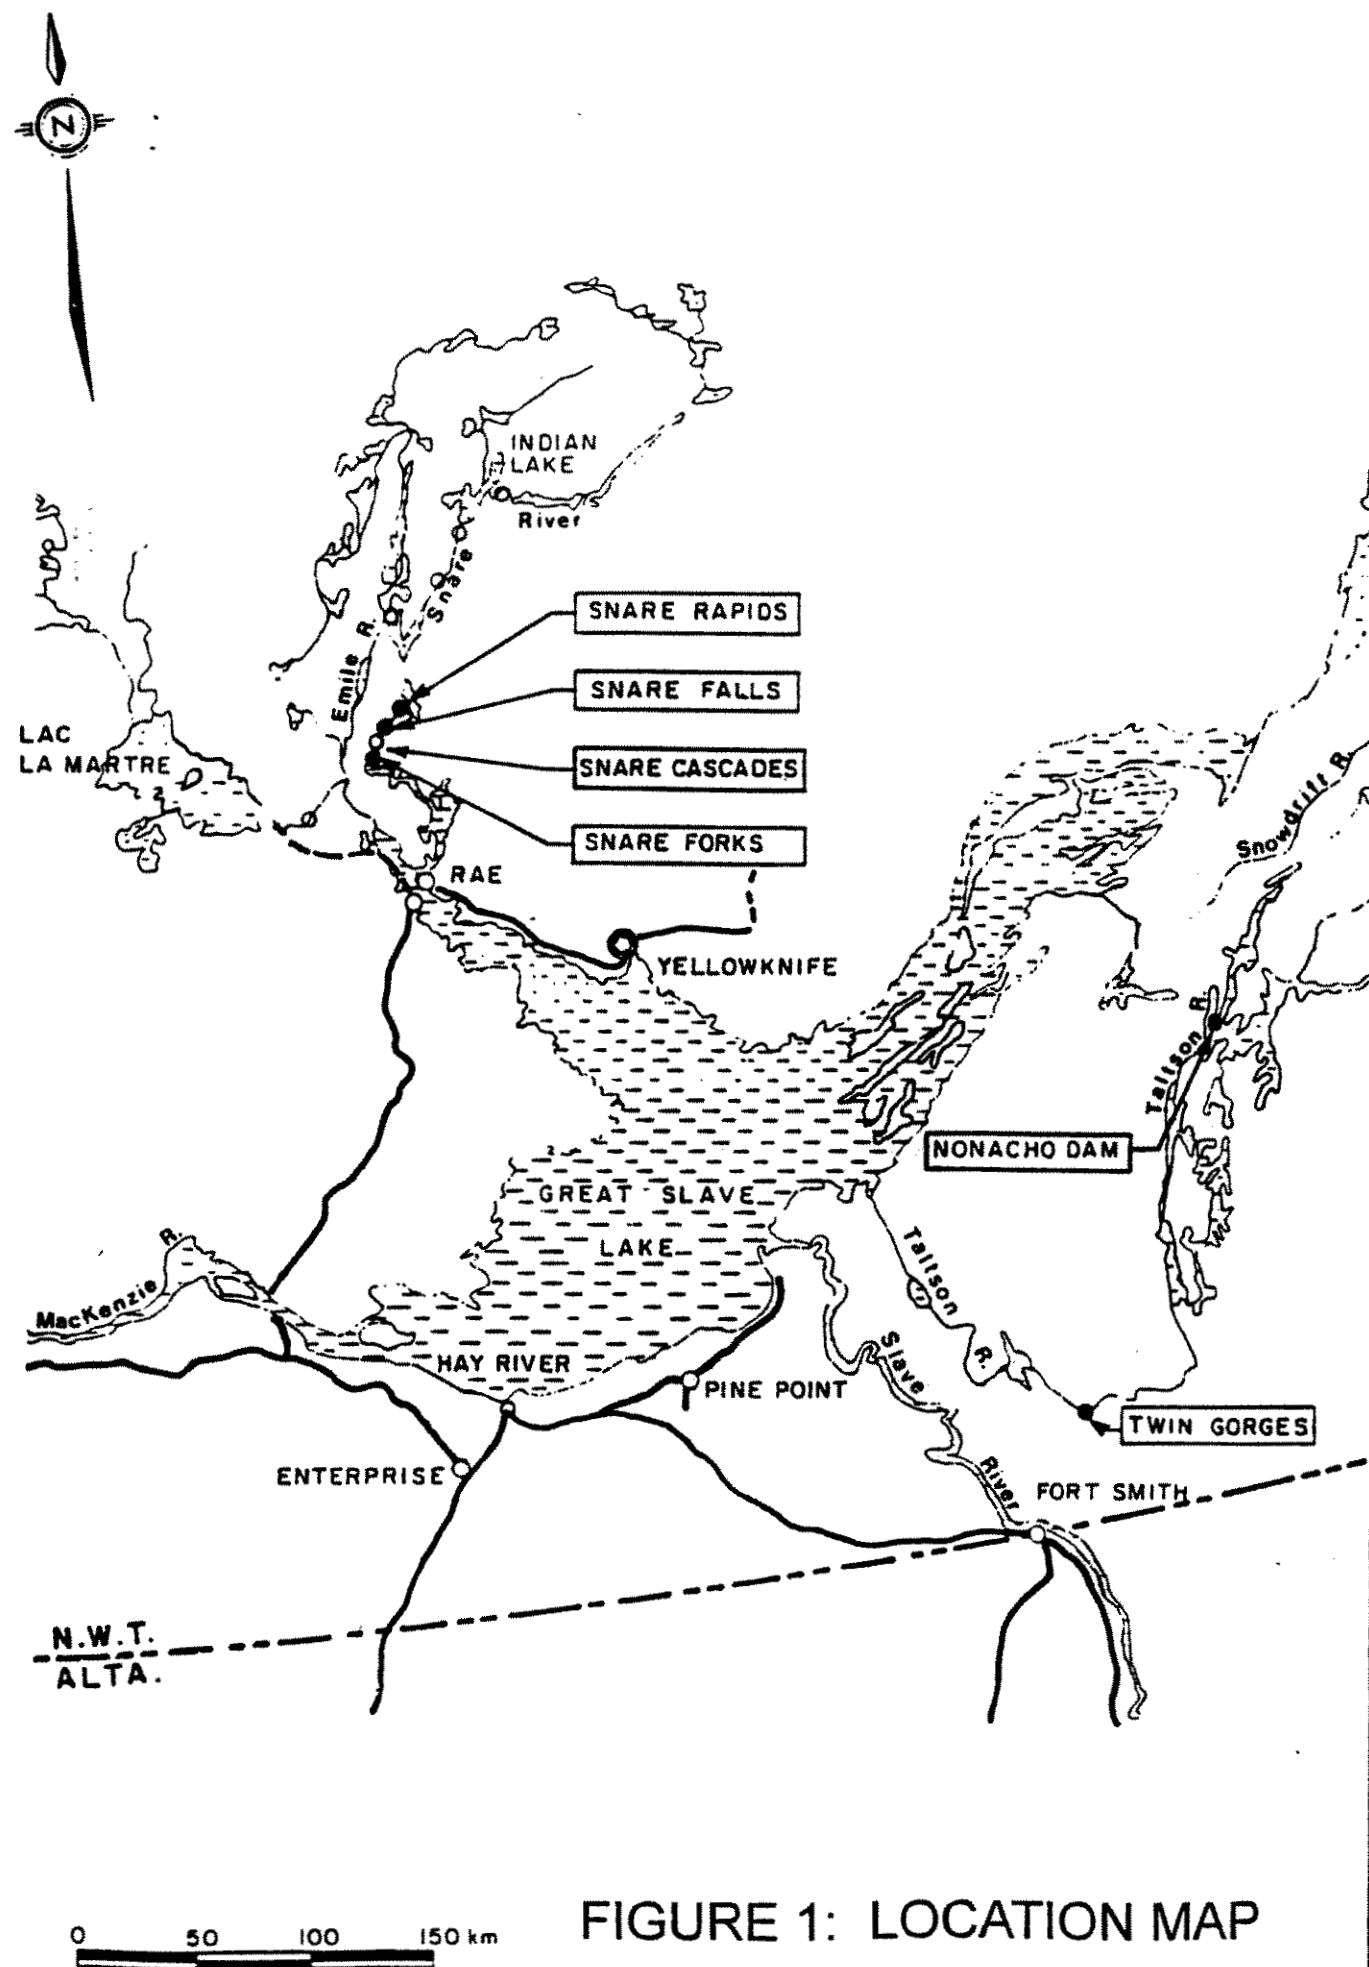 N
INDIAN
LAKE
River
Snare
SNARE RAPIDS
Emile R.
SNARE FALLS
LAC
LA MARTRE
SNARE CASCADES
SNARE FORKS
Snowdrift R.
RAE
YELLOWKNIFE
Taltson R.
NONACHO DAM
GREAT SLAVE
LAKE
Taltson R.
MacKenzie R.
HAY RIVER
Slave River
PINE POINT
TWIN GORGES
ENTERPRISE
FORT SMITH
N.W.T.
ALTA.
0 50 100 150 km
FIGURE 1: LOCATION MAP